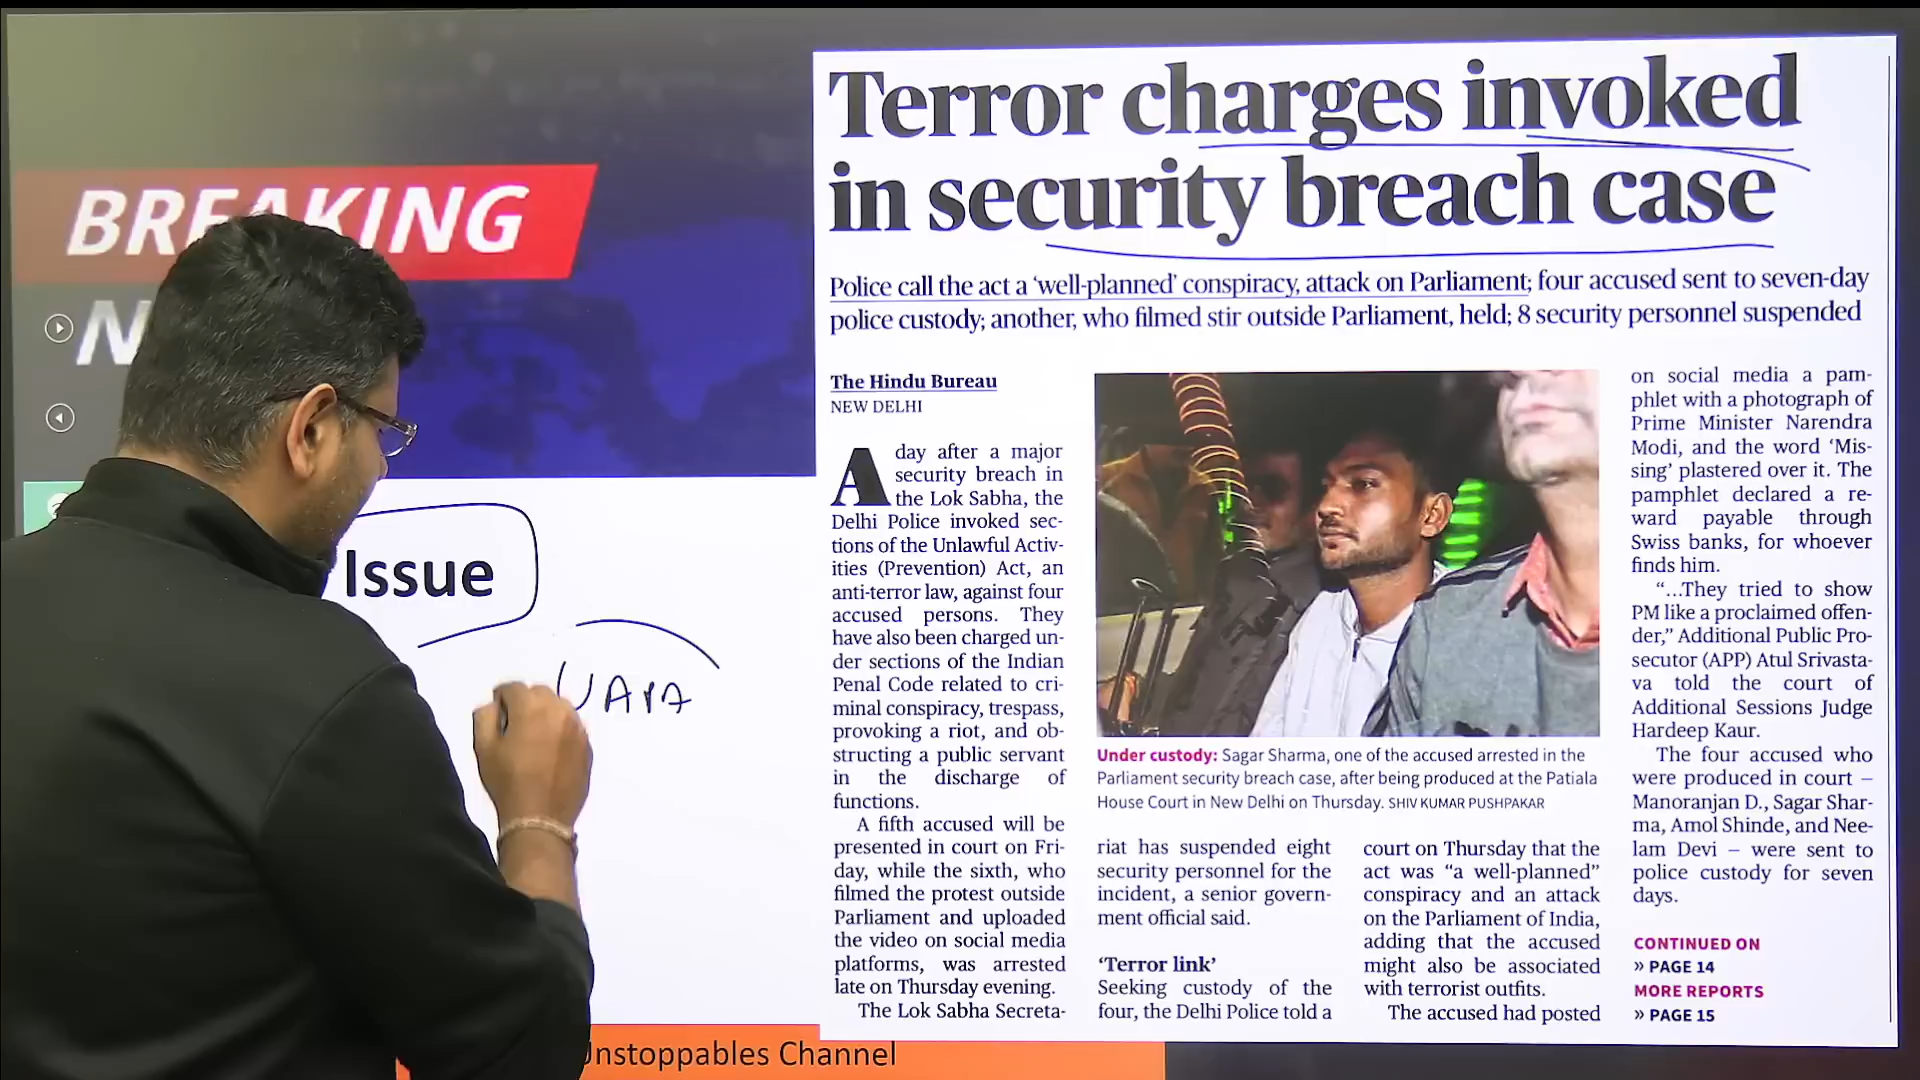 BREAKING
N
Issue
UAPA
Unstoppables Channel
Terror charges invoked
in security breach case
Police call the act a ‘well-planned’ conspiracy, attack on Parliament; four accused sent to seven-day
police custody; another, who filmed stir outside Parliament, held; 8 security personnel suspended
The Hindu Bureau
NEW DELHI
A day after a major
security breach in
the Lok Sabha, the
Delhi Police invoked sec-
tions of the Unlawful Activ-
ities (Prevention) Act, an
anti-terror law, against four
accused persons. They
have also been charged un-
der sections of the Indian
Penal Code related to cri-
minal conspiracy, trespass,
provoking a riot, and ob-
structing a public servant
in the discharge of
functions.
A fifth accused will be
presented in court on Fri-
day, while the sixth, who
filmed the protest outside
Parliament and uploaded
the video on social media
platforms, was arrested
late on Thursday evening.
The Lok Sabha Secreta-
Under custody: Sagar Sharma, one of the accused arrested in the
Parliament security breach case, after being produced at the Patiala
House Court in New Delhi on Thursday. SHIV KUMAR PUSHPAKAR
riat has suspended eight
security personnel for the
incident, a senior govern-
ment official said.
‘Terror link’
Seeking custody of the
four, the Delhi Police told a
court on Thursday that the
act was “a well-planned”
conspiracy and an attack
on the Parliament of India,
adding that the accused
might also be associated
with terrorist outfits.
The accused had posted
on social media a pam-
phlet with a photograph of
Prime Minister Narendra
Modi, and the word ‘Mis-
sing’ plastered over it. The
pamphlet declared a re-
ward payable through
Swiss banks, for whoever
finds him.
“...They tried to show
PM like a proclaimed offen-
der,” Additional Public Pro-
secutor (APP) Atul Srivasta-
va told the court of
Additional Sessions Judge
Hardeep Kaur.
The four accused who
were produced in court –
Manoranjan D., Sagar Shar-
ma, Amol Shinde, and Nee-
lam Devi – were sent to
police custody for seven
days.
CONTINUED ON
» PAGE 14
MORE REPORTS
» PAGE 15